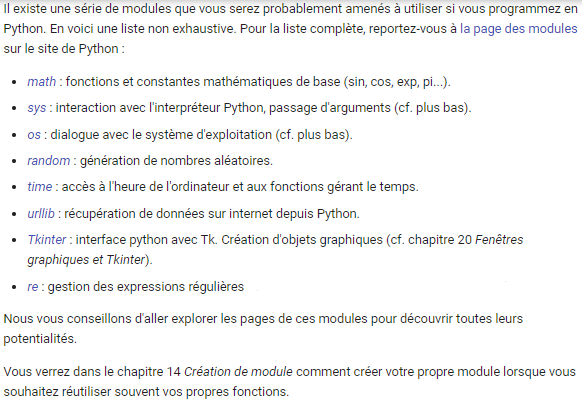 Il existe une série de modules que vous serez probablement amenés à utiliser si vous programmez en
Python. En voici une liste non exhaustive. Pour la liste complète, reportez-vous à la page des modules
sur le site de Python :
• math : fonctions et constantes mathématiques de base (sin, cos, exp, pi...).
• sys : interaction avec l'interpréteur Python, passage d'arguments (cf. plus bas).
• os : dialogue avec le système d'exploitation (cf. plus bas).
• random : génération de nombres aléatoires.
• time : accès à l'heure de l'ordinateur et aux fonctions gérant le temps.
• urllib : récupération de données sur internet depuis Python.
• Tkinter : interface python avec Tk. Création d'objets graphiques (cf. chapitre 20 Fenêtres
graphiques et Tkinter).
• re : gestion des expressions régulières
Nous vous conseillons d'aller explorer les pages de ces modules pour découvrir toutes leurs
potentialités.
Vous verrez dans le chapitre 14 Création de module comment créer votre propre module lorsque vous
souhaitez réutiliser souvent vos propres fonctions.